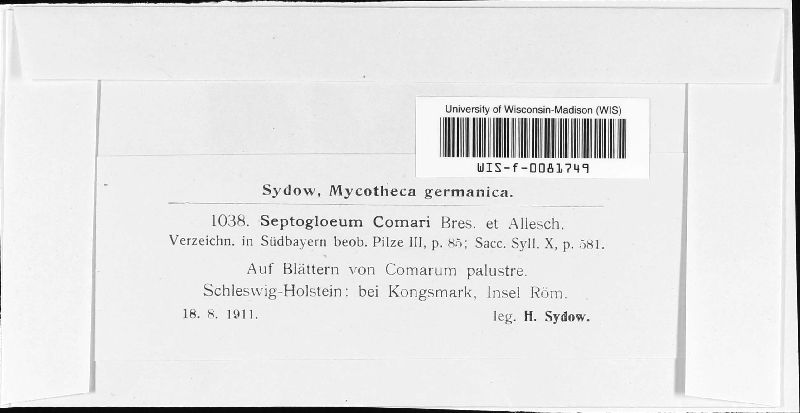 University of Wisconsin-Madison (WIS)
WIS-f-0081749
Sydow, Mycotheca germanica.
1038. Septogloeum Comari Bres. et Allesch.
Verzeichn. in Südbayern beob. Pilze III, p. 85; Sacc. Syll. X, p. 581.
Auf Blättern von Comarum palustre.
Schleswig-Holstein: bei Kongsmark, Insel Röm.
18. 8. 1911. leg. H. Sydow.